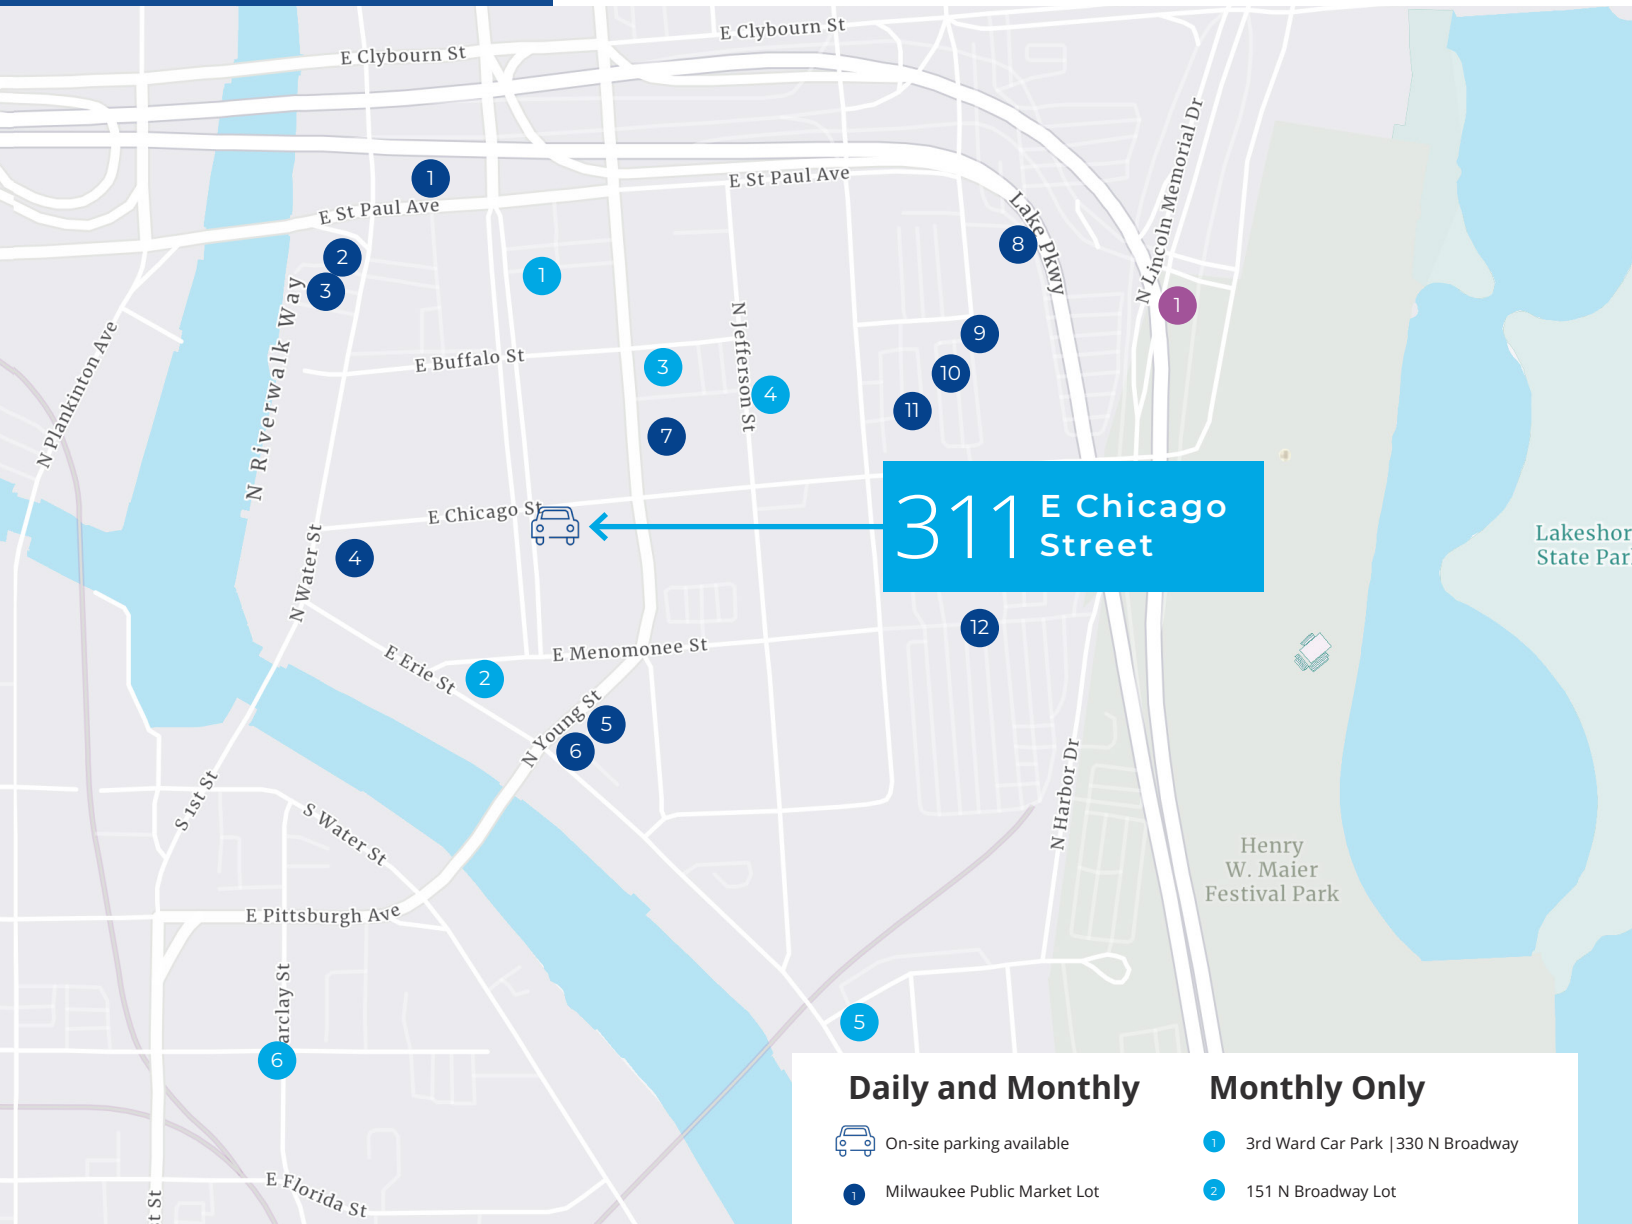 E Clybourn St
E Clybourn St
1
E St Paul Ave
E St Paul Ave
N Lincoln Memorial Dr
Lake Pkwy
8
2
3
1
1
N Riverwalk Way
N Plankinton Ave
E Buffalo St
N Jefferson St
3
4
7
9
10
11
E Chicago St
311 E Chicago
Street
Lakeshor
State Par
N Water St
4
12
E Erie St
E Menomonee St
2
N Young St
5
6
S 1st St
S Water St
N Harbor Dr
Henry
W. Maier
Festival Park
E Pittsburgh Ave
arclay St
6
5
E Florida St
t St
Daily and Monthly
On-site parking available
1 Milwaukee Public Market Lot
Monthly Only
1 3rd Ward Car Park |330 N Broadway
2 151 N Broadway Lot